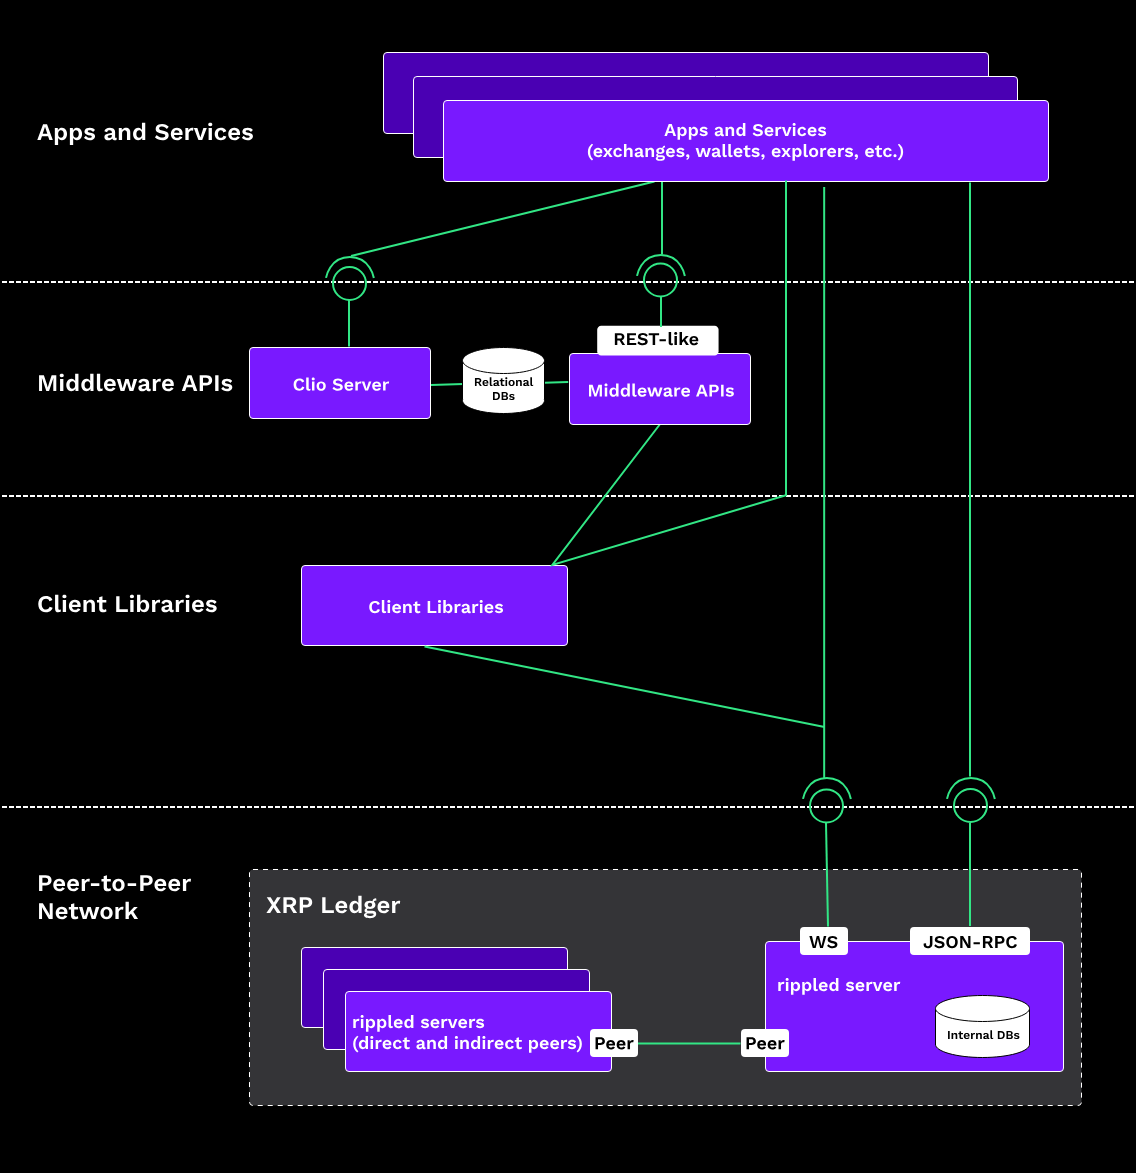 Apps and Services
Apps and Services
(exchanges, wallets, explorers, etc.)
Middleware APIs
Clio Server
Relational
DBs
REST-like
Middleware APIs
Client Libraries
Client Libraries
Peer-to-Peer
Network
XRP Ledger
rippled servers
(direct and indirect peers)
Peer
Peer
WS
JSON-RPC
rippled server
Internal DBs